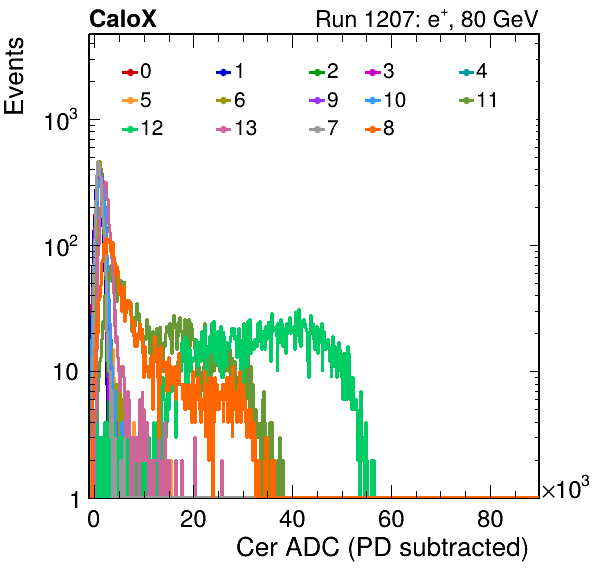 CaloX Run 1207: e⁺, 80 GeV
Events
0 1 2 3 4
5 6 9 10 11
12 13 7 8
10³
10²
10
1
0 20 40 60 80 ×10³
Cer ADC (PD subtracted)